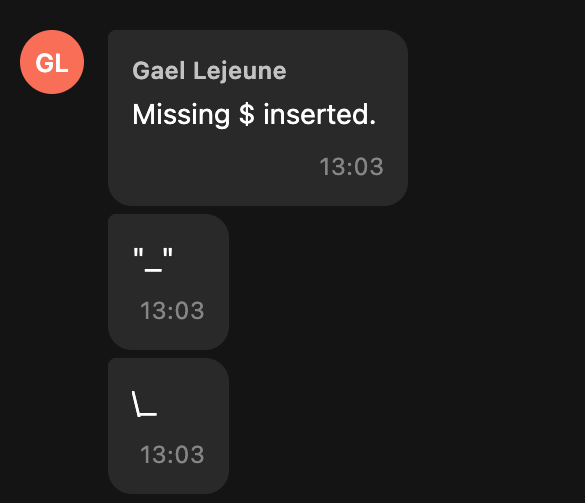 GL
Gael Lejeune
Missing $ inserted.
13:03
"_"
13:03
\_
13:03